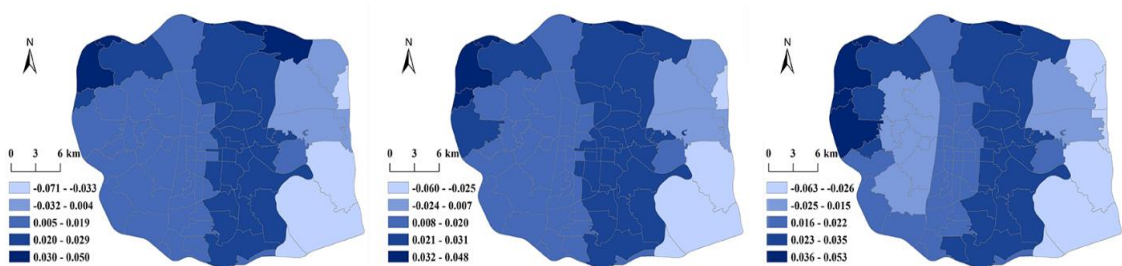 N
0 3 6 km
-0.071 - -0.033
-0.032 - 0.004
0.005 - 0.019
0.020 - 0.029
0.030 - 0.050
N
0 3 6 km
-0.060 - -0.025
-0.024 - 0.007
0.008 - 0.020
0.021 - 0.031
0.032 - 0.048
N
0 3 6 km
-0.063 - -0.026
-0.025 - 0.015
0.016 - 0.022
0.023 - 0.035
0.036 - 0.053